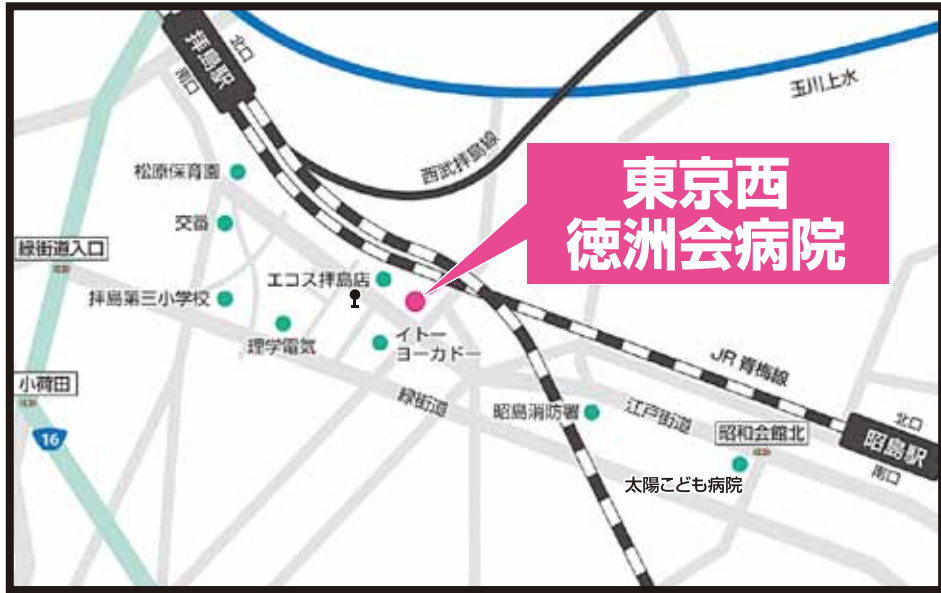 拝島駅
北口
南口
玉川上水
西武拝島線
東京西
徳洲会病院
松原保育園
交番
緑街道入口
エコス拝島店
拝島第三小学校
理学電気
イトー
ヨーカドー
JR 青梅線
小荷田
緑街道
16
昭島消防署
江戸街道
昭和会館北
北口
昭島駅
南口
太陽こども病院